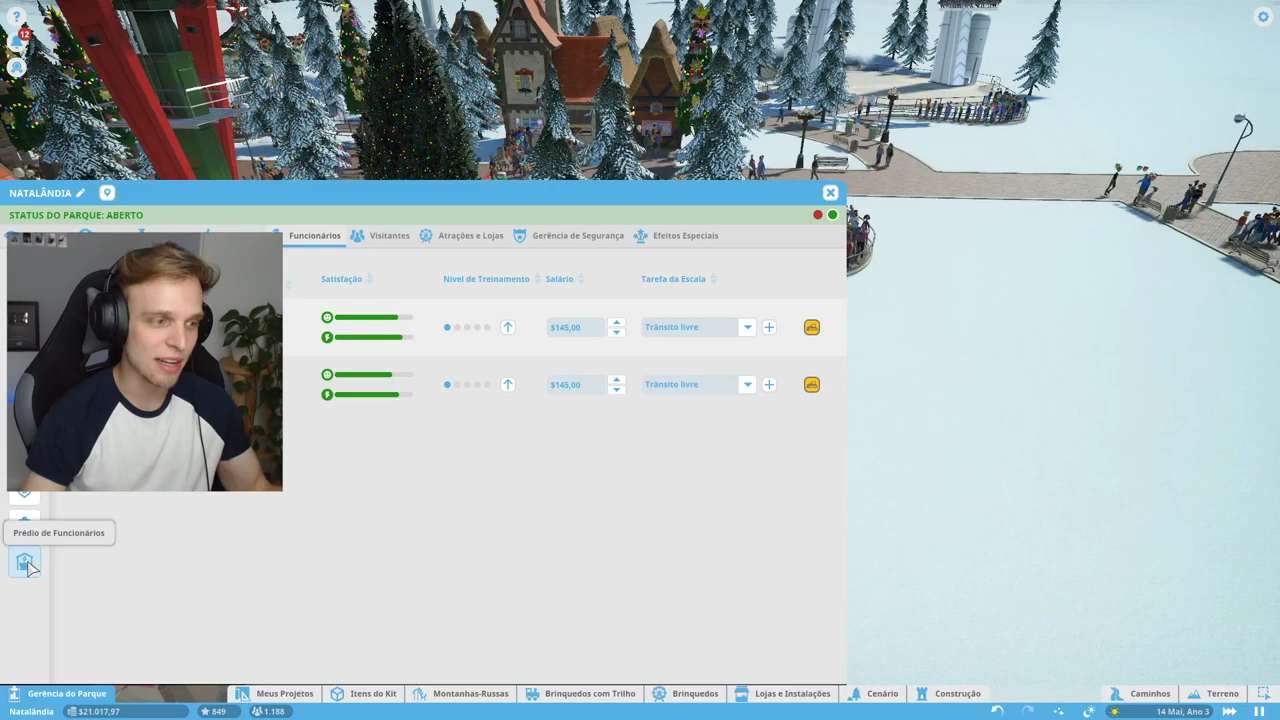 12
NATALÂNDIA
STATUS DO PARQUE: ABERTO
Funcionários
Visitantes
Atrações e Lojas
Gerência de Segurança
Efeitos Especiais
Satisfação
Nível de Treinamento
Salário
Tarefa da Escala
$145,00
Trânsito livre
$145,00
Trânsito livre
Prédio de Funcionários
Gerência do Parque
Meus Projetos
Itens do Kit
Montanhas-Russas
Brinquedos com Trilho
Brinquedos
Lojas e Instalações
Cenário
Construção
Caminhos
Terreno
Natalândia
$21.017,97
849
1.188
14 Mai, Ano 3